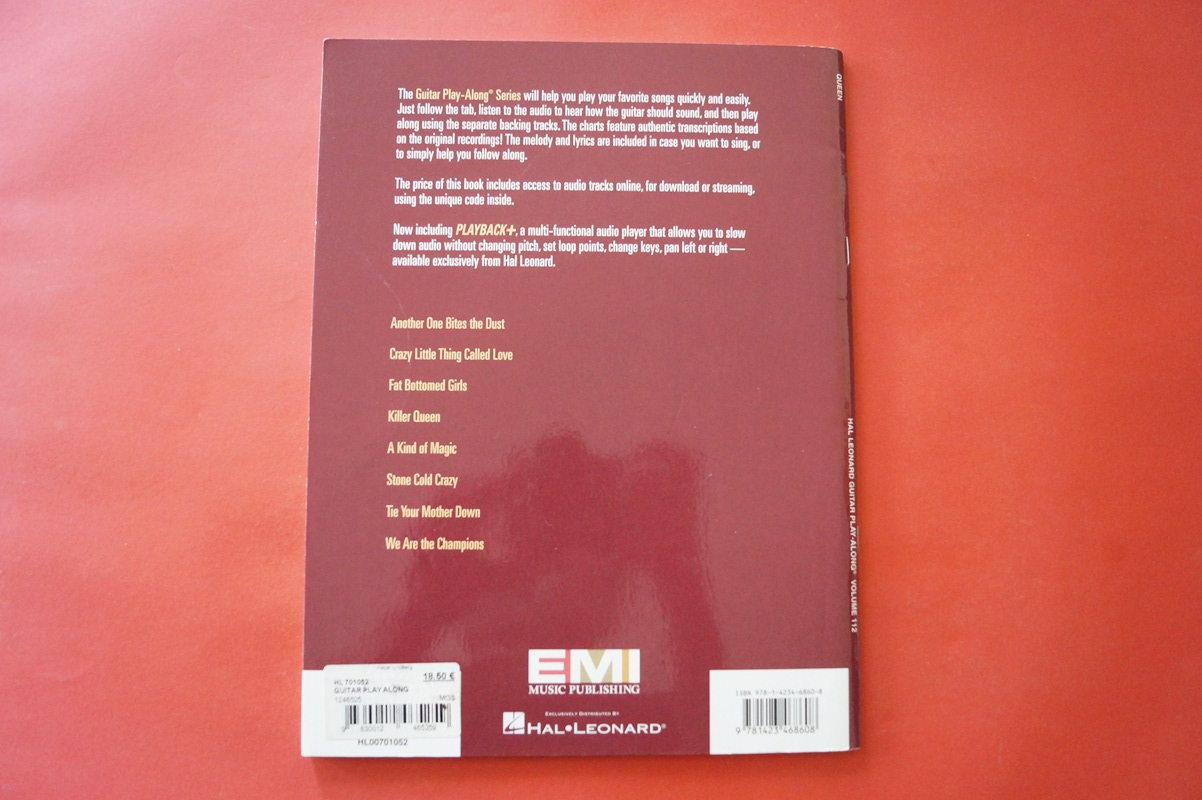 The Guitar Play-Along® Series will help you play your favorite songs quickly and easily.
Just follow the tab, listen to the audio to hear how the guitar should sound, and then play
along using the separate backing tracks. The charts feature authentic transcriptions based
on the original recordings! The melody and lyrics are included in case you want to sing, or
to simply help you follow along.
The price of this book includes access to audio tracks online, for download or streaming,
using the unique code inside.
Now including PLAYBACK+, a multi-functional audio player that allows you to slow
down audio without changing pitch, set loop points, change keys, pan left or right —
available exclusively from Hal Leonard.
Another One Bites the Dust
Crazy Little Thing Called Love
Fat Bottomed Girls
Killer Queen
A Kind of Magic
Stone Cold Crazy
Tie Your Mother Down
We Are the Champions
HL 701052 18.50 €
GUITAR PLAY ALONG
1246525 MOS
HL00701052
EMI
MUSIC PUBLISHING
EXCLUSIVELY DISTRIBUTED BY
HAL•LEONARD®
ISBN 978-1-4234-6860-8
9 781423 468608
QUEEN
HAL LEONARD GUITAR PLAY-ALONG® VOLUME 112